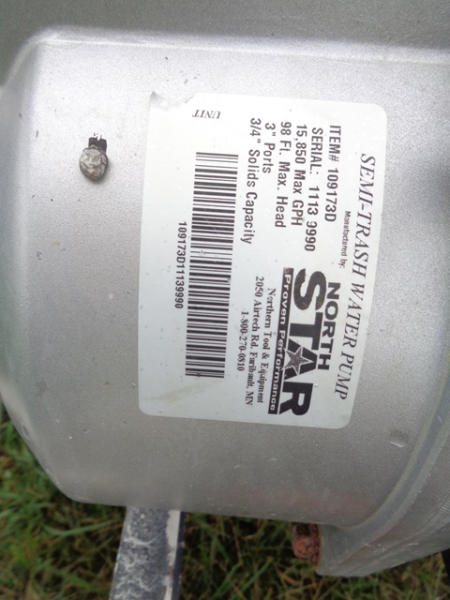 SEMI-TRASH WATER PUMP
Manufactured by:
NORTH
STAR
Proven Performance
Northern Tool & Equipment
2050 Airtech Rd. Faribault, MN
1-800-270-0810
ITEM# 109173D
SERIAL: 1113 9990
15,850 Max GPH
98 Ft. Max. Head
3" Ports
3/4" Solids Capacity
UNIT
109173D11139990